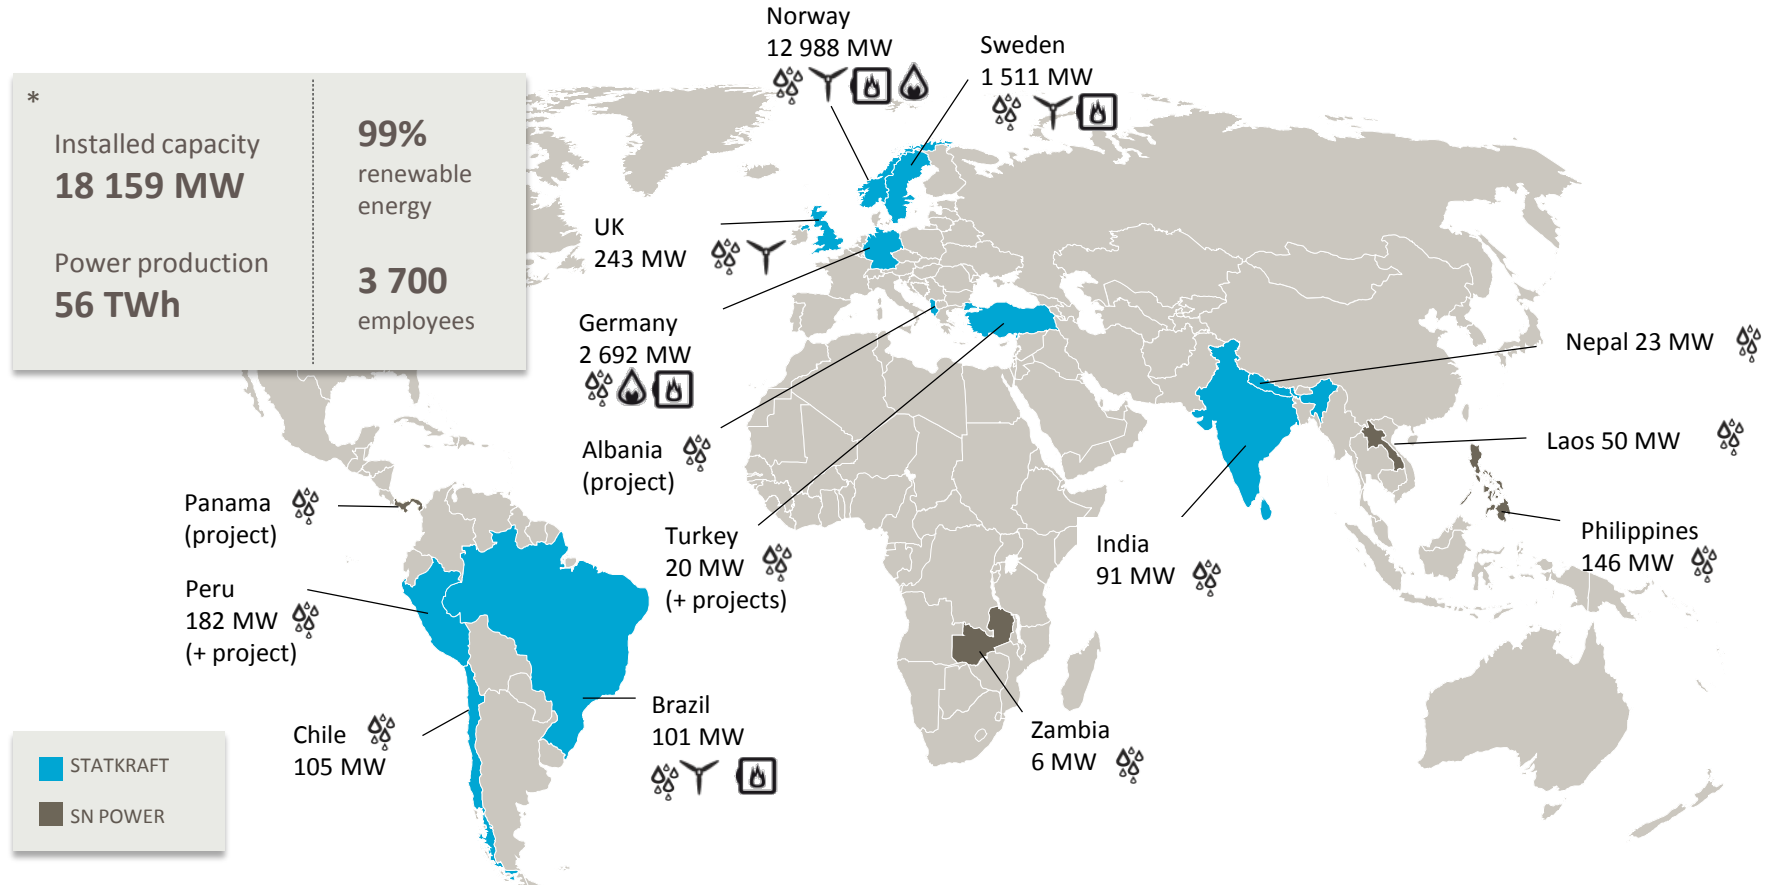 *
Installed capacity
18 159 MW
99%
renewable
energy
Power production
56 TWh
3 700
employees
Norway
12 988 MW
Sweden
1 511 MW
UK
243 MW
Germany
2 692 MW
Albania
(project)
Turkey
20 MW
(+ projects)
Nepal 23 MW
Laos 50 MW
Philippines
146 MW
India
91 MW
Panama
(project)
Peru
182 MW
(+ project)
Chile
105 MW
Brazil
101 MW
Zambia
6 MW
STATKRAFT
SN POWER